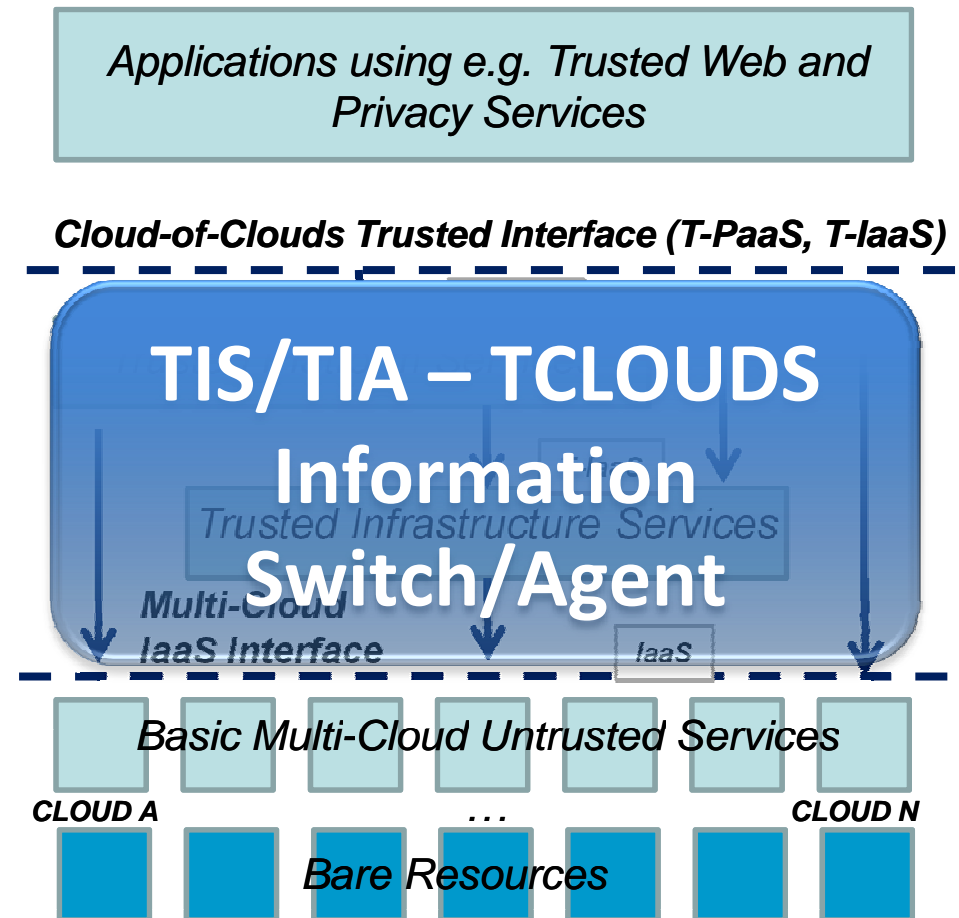 Applications using e.g. Trusted Web and
Privacy Services
Cloud-of-Clouds Trusted Interface (T-PaaS, T-IaaS)
TIS/TIA – TCLOUDS
Information
Trusted Infrastructure Services
Switch/Agent
Multi-Cloud
IaaS Interface
IaaS
Basic Multi-Cloud Untrusted Services
CLOUD A
...
CLOUD N
Bare Resources